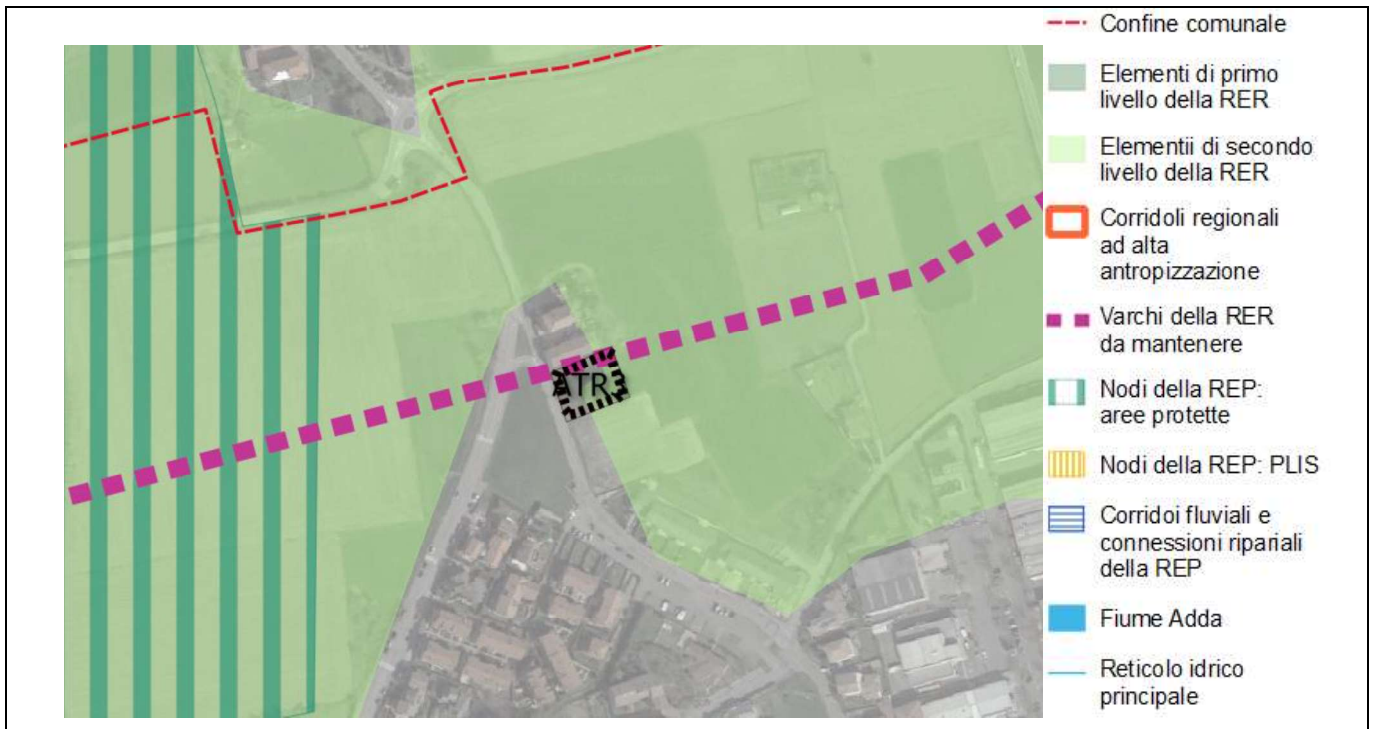 Confine comunale
Elementi di primo
livello della RER
Elementii di secondo
livello della RER
Corridoli regionali
ad alta
antropizzazione
Varchi della RER
da mantenere
Nodi della REP:
aree protette
Nodi della REP: PLIS
Corridoi fluviali e
connessioni ripariali
della REP
Fiume Adda
Reticolo idrico
principale
ATR3